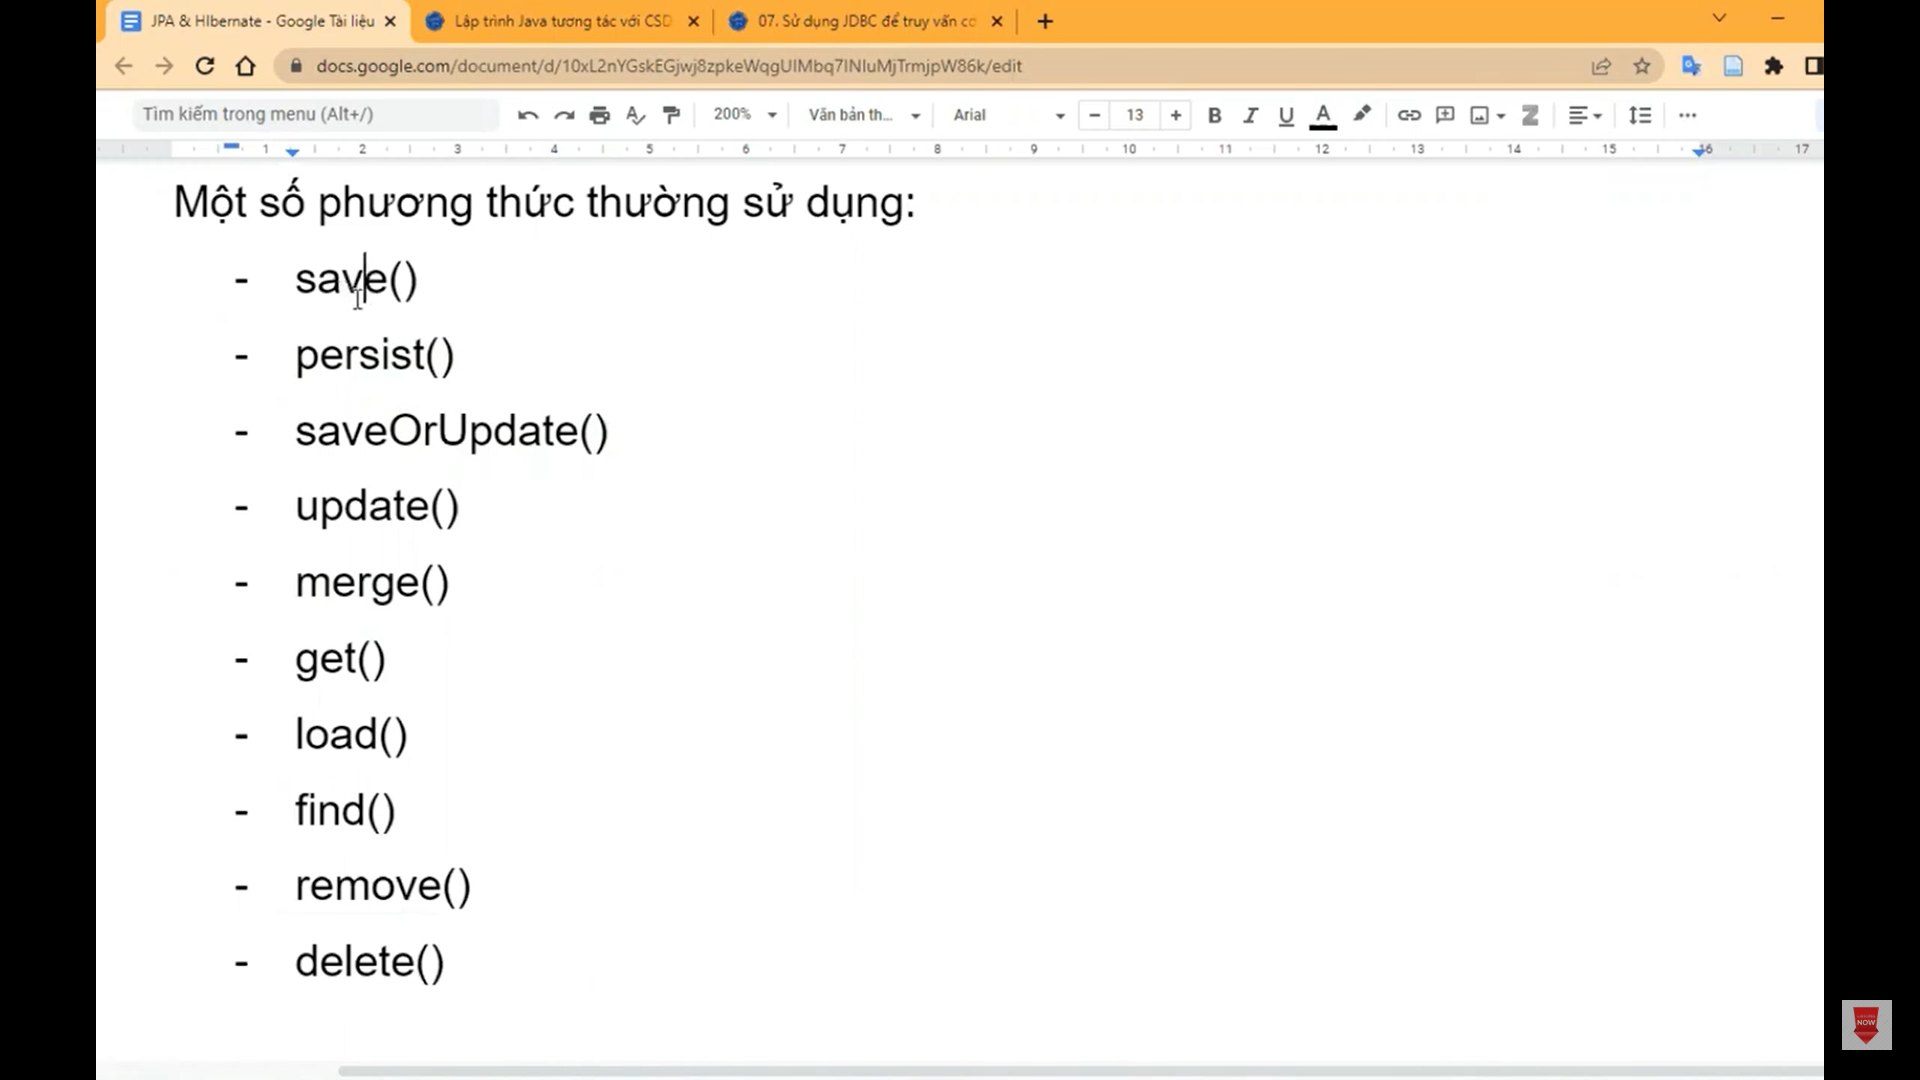 JPA & HIbernate - Google Tài liệu
Lập trình Java tương tác với CSD
07. Sử dụng JDBC để truy vấn cơ
docs.google.com/document/d/10xL2nYGskEGjwj8zpkeWqgUIMbq7INIuMjTrmjpW86k/edit
Tìm kiếm trong menu (Alt+/) 200% Văn bản th... Arial 13 B I U A
1 2 3 4 5 6 7 8 9 10 11 12 13 14 15 16 17
Một số phương thức thường sử dụng:
- save()
- persist()
- saveOrUpdate()
- update()
- merge()
- get()
- load()
- find()
- remove()
- delete()
NOW